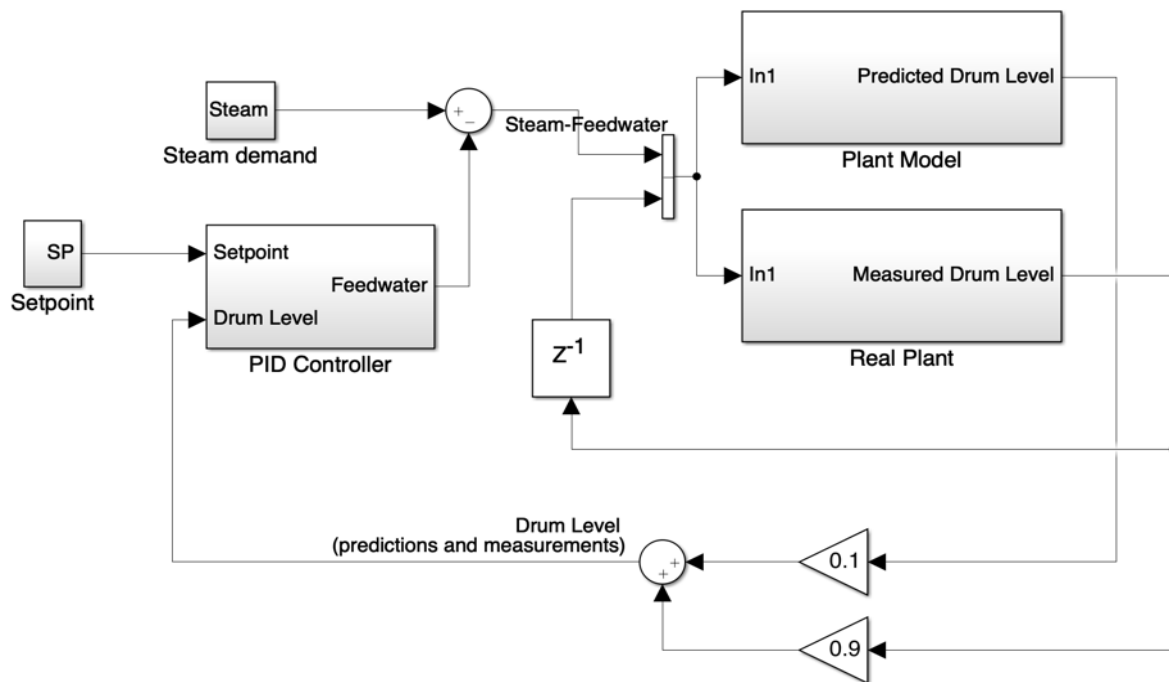 In1
Predicted Drum Level
Plant Model
Steam
Steam demand
+
−
Steam-Feedwater
SP
Setpoint
Setpoint
Feedwater
Drum Level
PID Controller
In1
Measured Drum Level
Real Plant
z-1
Drum Level
(predictions and measurements)
+
+
0.1
0.9